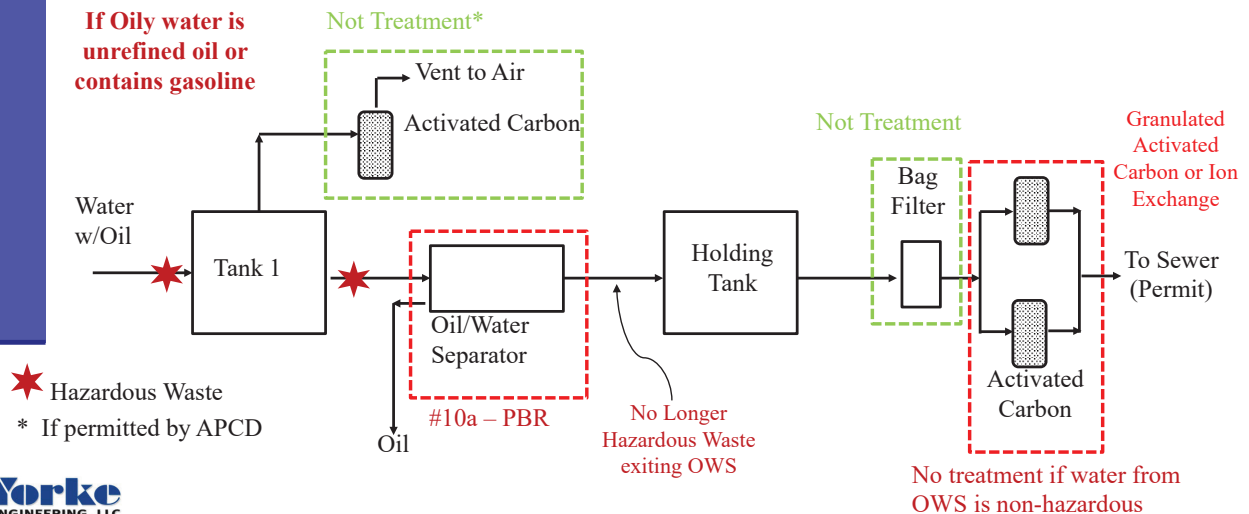 If Oily water is
unrefined oil or
contains gasoline
Not Treatment*
Vent to Air
Activated Carbon
Not Treatment
Granulated
Activated
Carbon or Ion
Exchange
Bag
Filter
Water
w/Oil
Tank 1
Holding
Tank
To Sewer
(Permit)
Oil/Water
Separator
Activated
Carbon
Hazardous Waste
* If permitted by APCD
#10a – PBR
Oil
No Longer
Hazardous Waste
exiting OWS
No treatment if water from
OWS is non-hazardous
Yorke
ENGINEERING, LLC